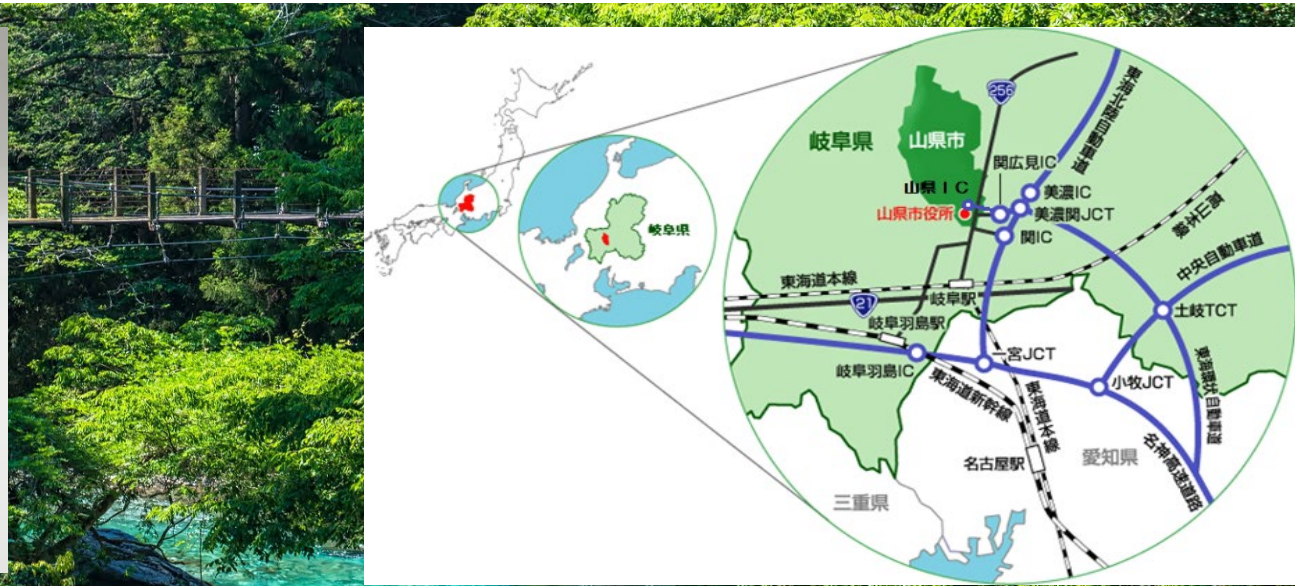 岐阜県
岐阜県
山県市
256
東海北陸自動車道
関広見IC
山県IC
美濃IC
山県市役所
美濃関JCT
関IC
高山本線
中央自動車道
東海道本線
21
岐阜駅
土岐TCT
岐阜羽島駅
一宮JCT
岐阜羽島IC
小牧JCT
東海道新幹線
東海道本線
東海環状自動車道
名古屋駅
愛知県
名神高速道路
三重県